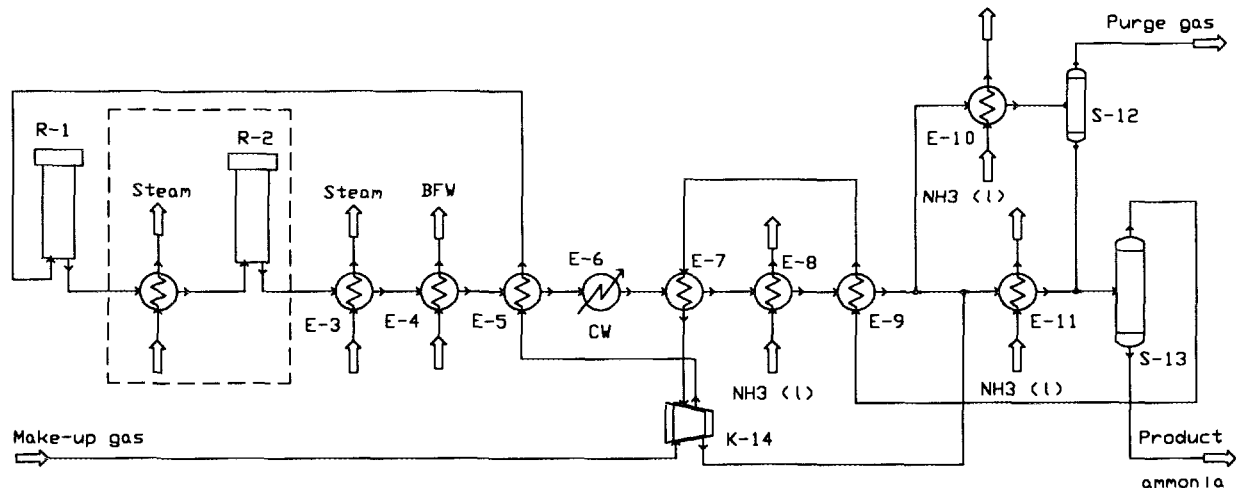 Purge gas
S-12
E-10
NH3 (l)
R-1
R-2
Steam
Steam
BFW
E-6
E-7
E-8
E-3
E-4
E-5
CW
E-9
E-11
S-13
NH3 (l)
NH3 (l)
K-14
Make-up gas
Product
ammonia